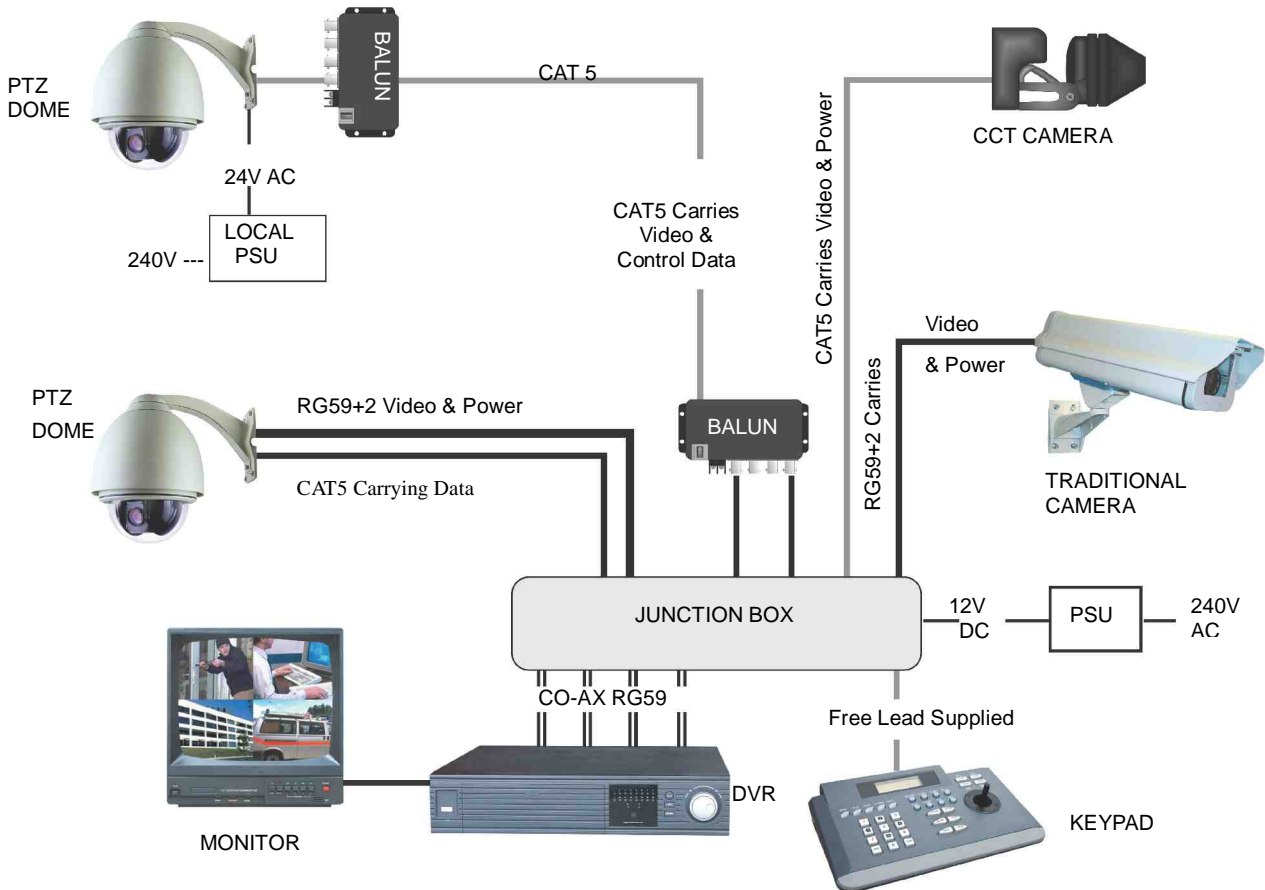 PTZ
DOME
BALUN
CAT 5
24V AC
LOCAL
PSU
240V ---
CAT5 Carries
Video &
Control Data
CAT5 Carries Video & Power
CCT CAMERA
RG59+2 Carries
Video
& Power
TRADITIONAL
CAMERA
PTZ
DOME
RG59+2 Video & Power
CAT5 Carrying Data
BALUN
JUNCTION BOX
12V
DC
PSU
240V
AC
CO-AX RG59
Free Lead Supplied
MONITOR
DVR
KEYPAD